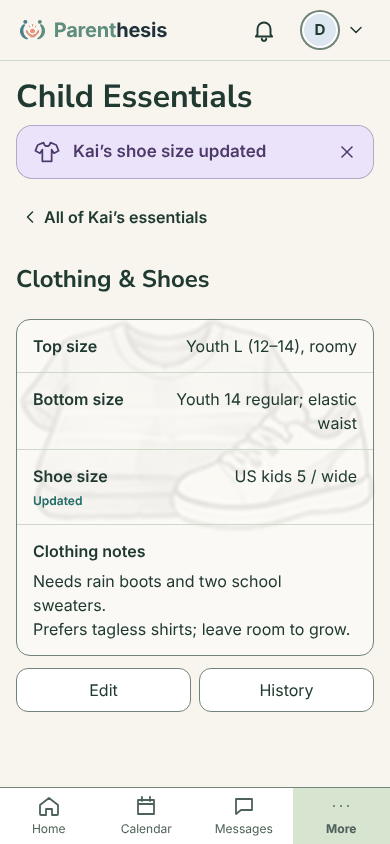 Parenthesis
D
Child Essentials
Kai’s shoe size updated
All of Kai’s essentials
Clothing & Shoes
Top size Youth L (12–14), roomy
Bottom size Youth 14 regular; elastic
waist
Shoe size US kids 5 / wide
Updated
Clothing notes
Needs rain boots and two school
sweaters.
Prefers tagless shirts; leave room to grow.
Edit History
Home Calendar Messages More